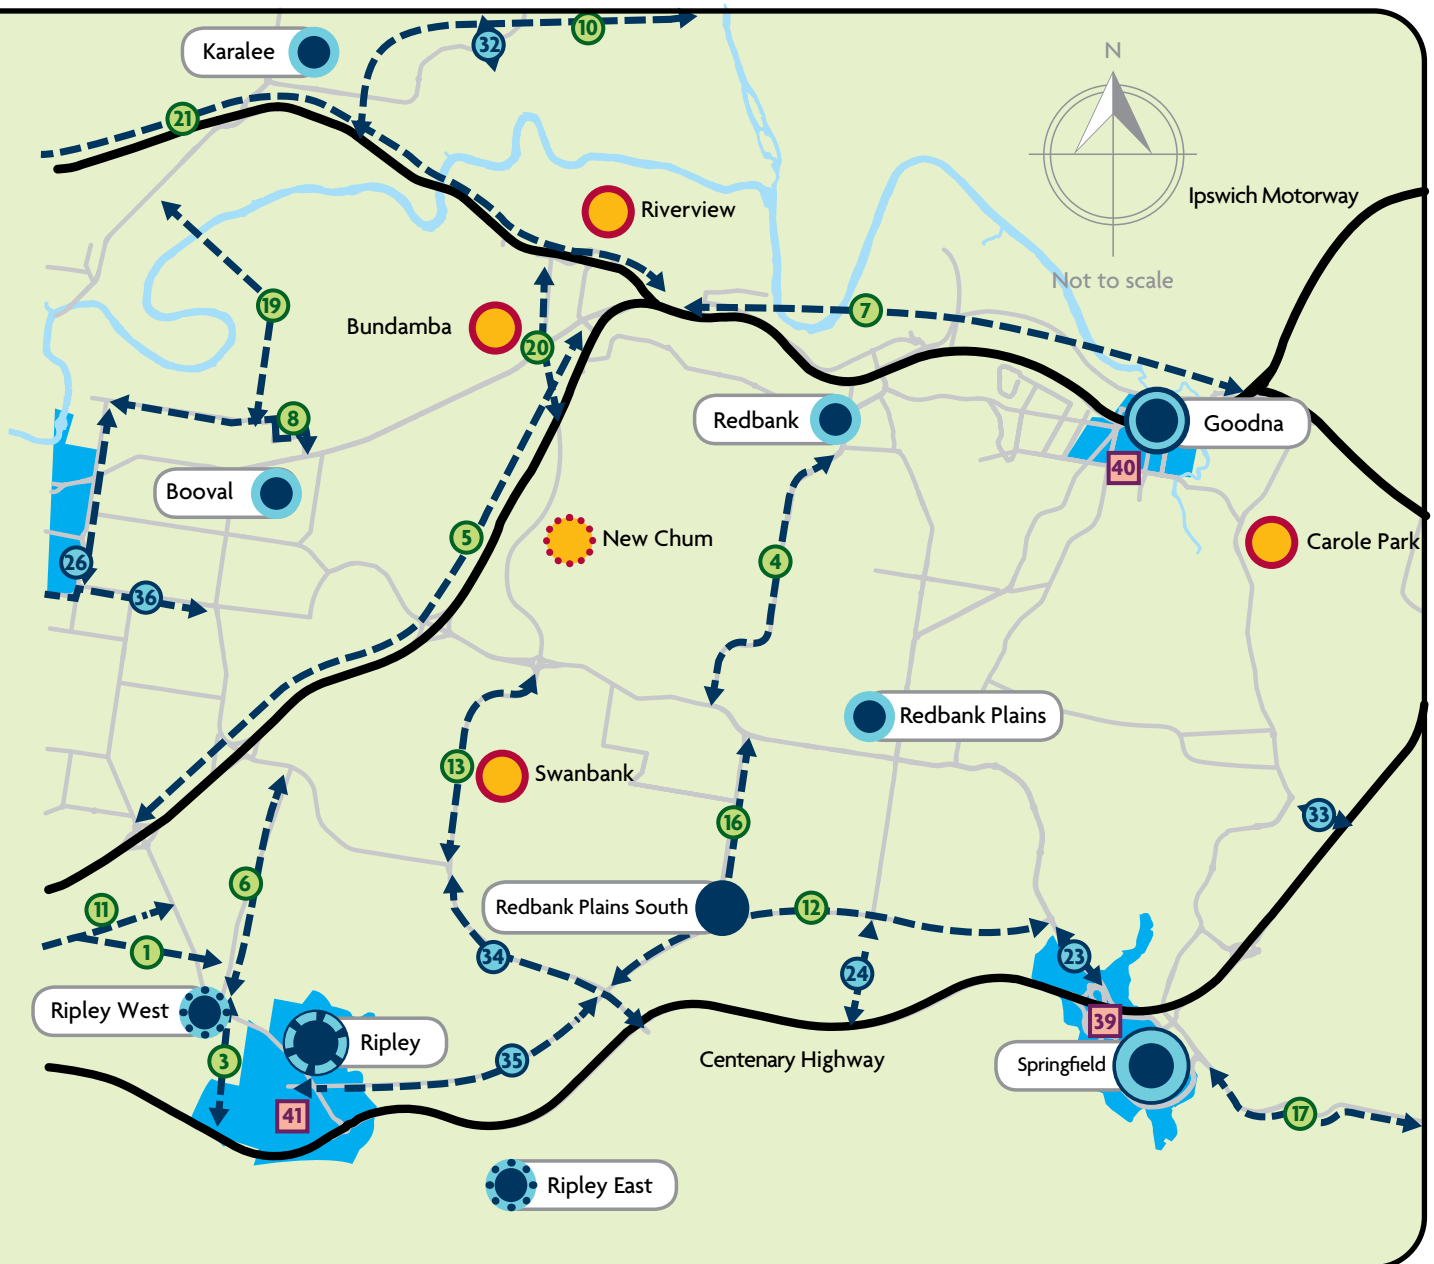 10
32
Karalee
N
21
Ipswich Motorway
Riverview
Not to scale
19
7
Bundamba
20
8
Redbank
Goodna
40
Booval
5
New Chum
Carole Park
4
26
36
Redbank Plains
13
Swanbank
33
16
6
11
Redbank Plains South
12
1
34
24
23
Ripley West
39
Ripley
3
35
Centenary Highway
Springfield
41
17
Ripley East